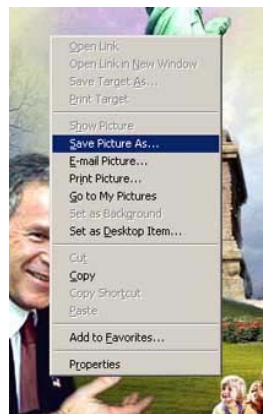 Open Link
Open Link in New Window
Save Target As...
Print Target
Show Picture
Save Picture As...
E-mail Picture...
Print Picture...
Go to My Pictures
Set as Background
Set as Desktop Item...
Cut
Copy
Copy Shortcut
Paste
Add to Favorites...
Properties